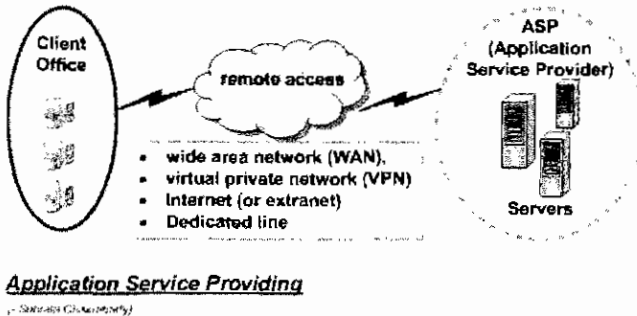 Client
Office
remote access
ASP
(Application
Service Provider)
Servers
• wide area network (WAN),
• virtual private network (VPN)
• Internet (or extranet)
• Dedicated line
Application Service Providing